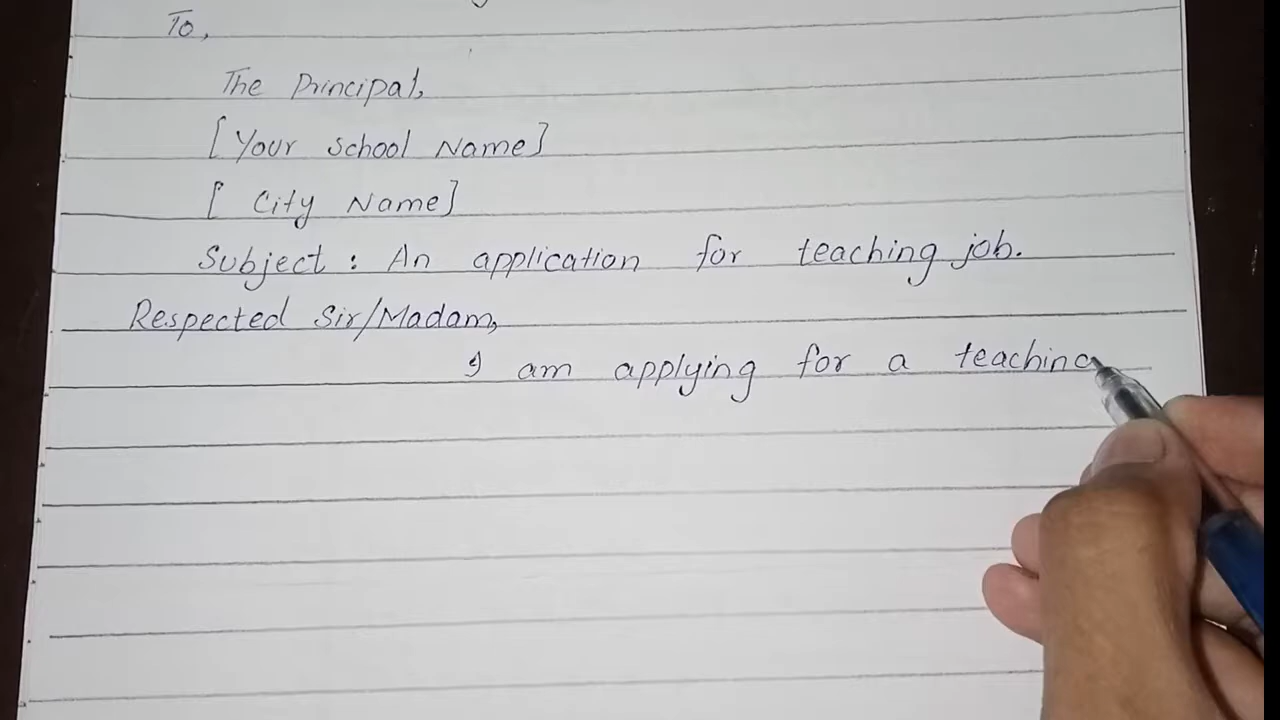 To,
The Principal,
[Your School Name]
[ City Name]
Subject : An application for teaching job.
Respected Sir/Madam,
I am applying for a teaching